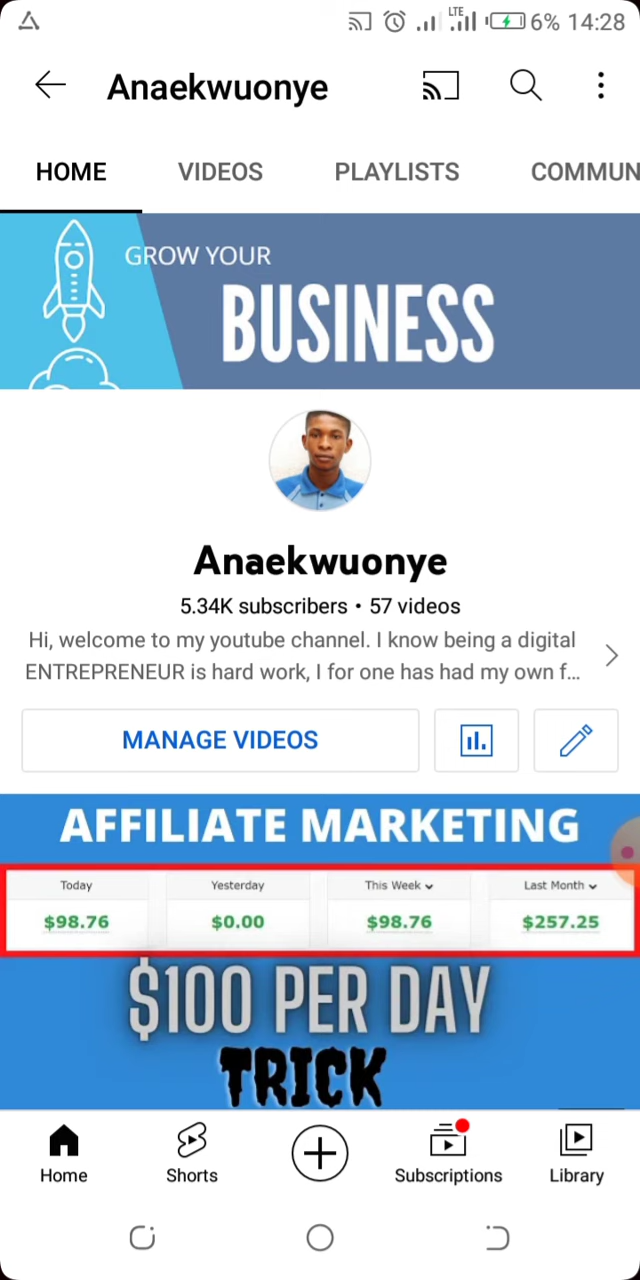 LTE 6% 14:28
Anaekwuonye
HOME VIDEOS PLAYLISTS COMMUN
GROW YOUR
BUSINESS
Anaekwuonye
5.34K subscribers • 57 videos
Hi, welcome to my youtube channel. I know being a digital
ENTREPRENEUR is hard work, I for one has had my own f...
MANAGE VIDEOS
AFFILIATE MARKETING
Today Yesterday This Week Last Month
$98.76 $0.00 $98.76 $257.25
$100 PER DAY
TRICK
Home Shorts Subscriptions Library